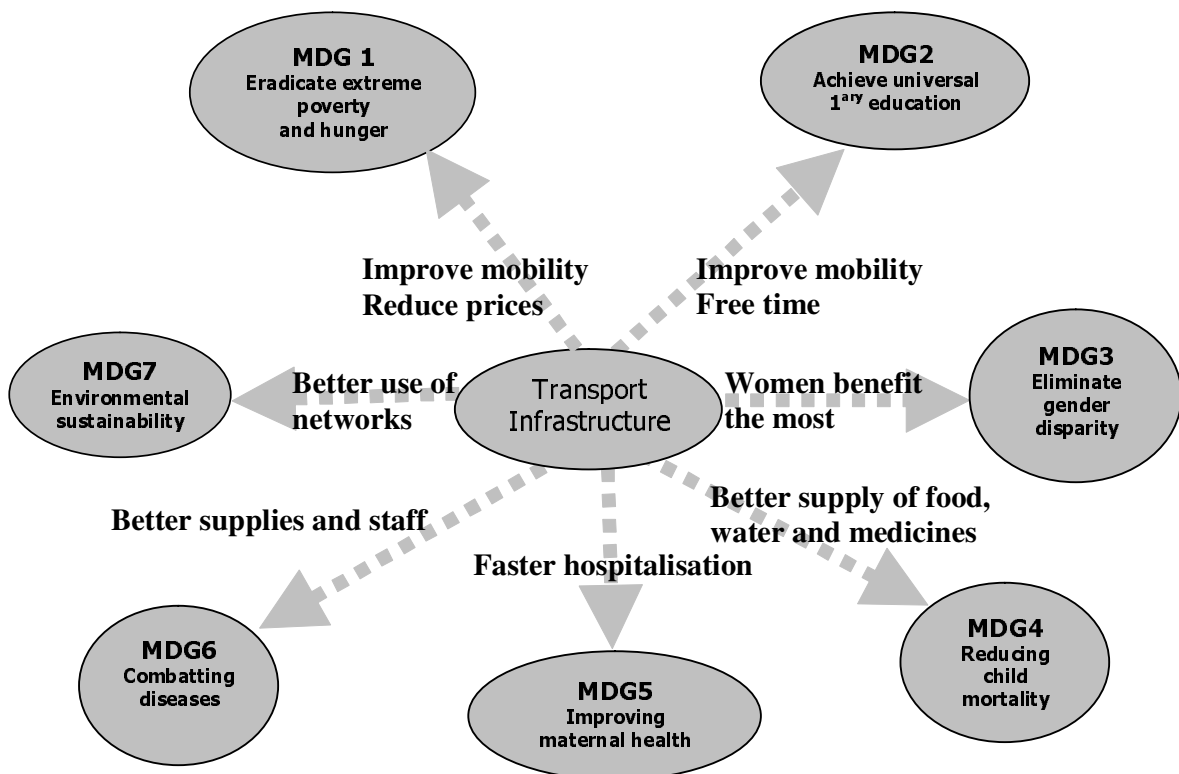 MDG 1
Eradicate extreme
poverty
and hunger
MDG2
Achieve universal
1ary education
Improve mobility
Reduce prices
Improve mobility
Free time
MDG7
Environmental
sustainability
Better use of
networks
Transport
Infrastructure
Women benefit
the most
MDG3
Eliminate
gender
disparity
Better supplies and staff
Better supply of food,
water and medicines
Faster hospitalisation
MDG6
Combatting
diseases
MDG5
Improving
maternal health
MDG4
Reducing
child
mortality